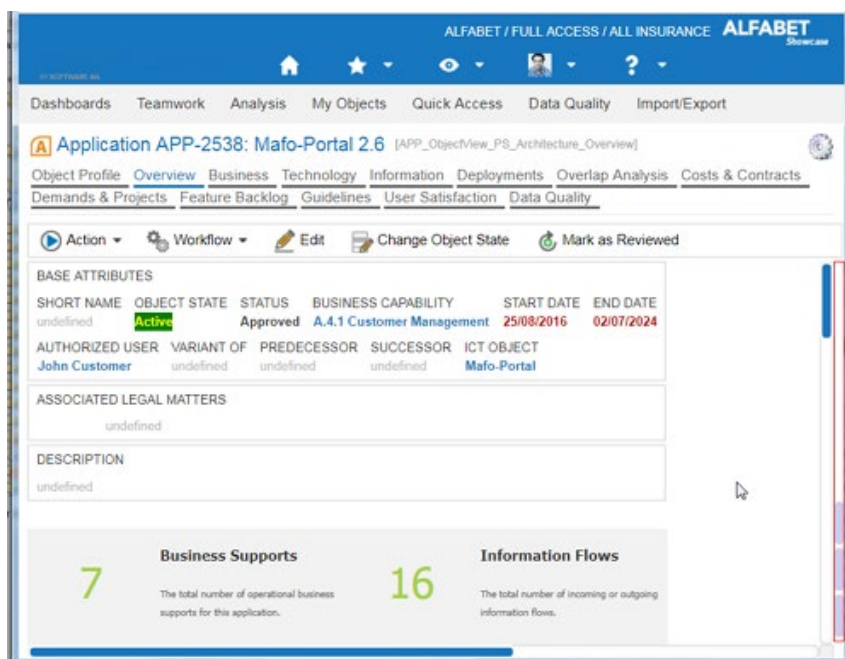 ALFABET / FULL ACCESS / ALL INSURANCE ALFABET
Showcase
BY SOFTWARE AG
Dashboards Teamwork Analysis My Objects Quick Access Data Quality Import/Export
A Application APP-2538: Mafo-Portal 2.6 [APP_ObjectView_PS_Architecture_Overview]
Object Profile Overview Business Technology Information Deployments Overlap Analysis Costs & Contracts
Demands & Projects Feature Backlog Guidelines User Satisfaction Data Quality
Action Workflow Edit Change Object State Mark as Reviewed
BASE ATTRIBUTES
SHORT NAME OBJECT STATE STATUS BUSINESS CAPABILITY START DATE END DATE
undefined Active Approved A.4.1 Customer Management 25/08/2016 02/07/2024
AUTHORIZED USER VARIANT OF PREDECESSOR SUCCESSOR ICT OBJECT
John Customer undefined undefined undefined Mafo-Portal
ASSOCIATED LEGAL MATTERS
undefined
DESCRIPTION
undefined
7 Business Supports
The total number of operational business
supports for this application.
16 Information Flows
The total number of incoming or outgoing
information flows.